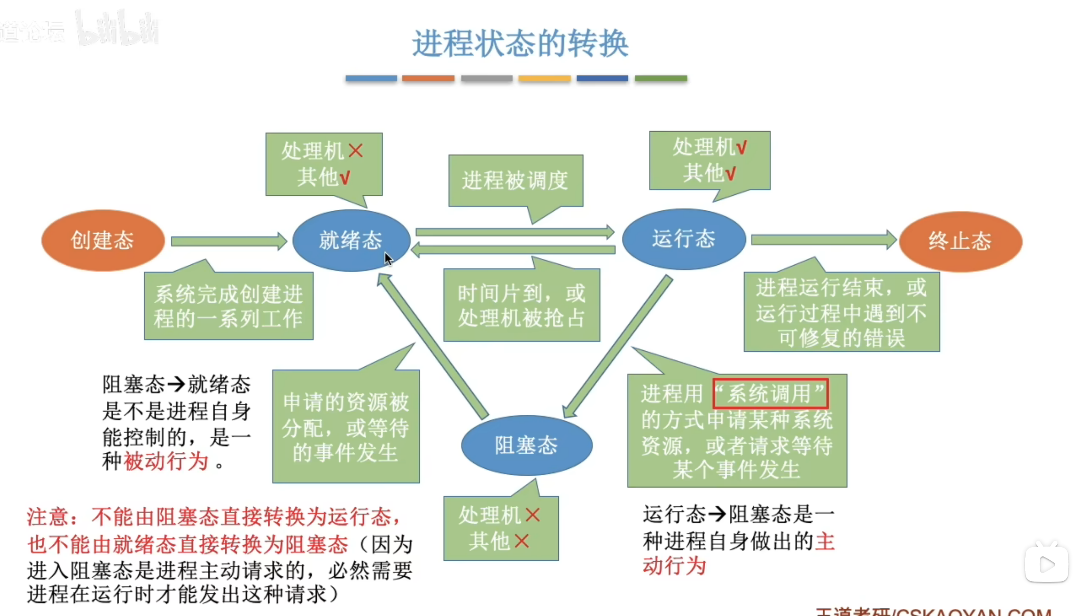 bilibili
进程状态的转换
处理机×
其他√
进程被调度
处理机√
其他√
创建态
就绪态
运行态
终止态
系统完成创建进
程的一系列工作
时间片到，或
处理机被抢占
进程运行结束，或
运行过程中遇到不
可修复的错误
阻塞态→就绪态
是不是进程自身
能控制的，是一
种被动行为 。
申请的资源被
分配，或等待
的事件发生
阻塞态
进程用“系统调用”
的方式申请某种系统
资源，或者请求等待
某个事件发生
处理机×
其他×
注意：不能由阻塞态直接转换为运行态，
也不能由就绪态直接转换为阻塞态（因为
进入阻塞态是进程主动请求的，必然需要
进程在运行时才能发出这种请求）
运行态→阻塞态是一
种进程自身做出的主
动行为
王道考研/CSKAOYAN.COM